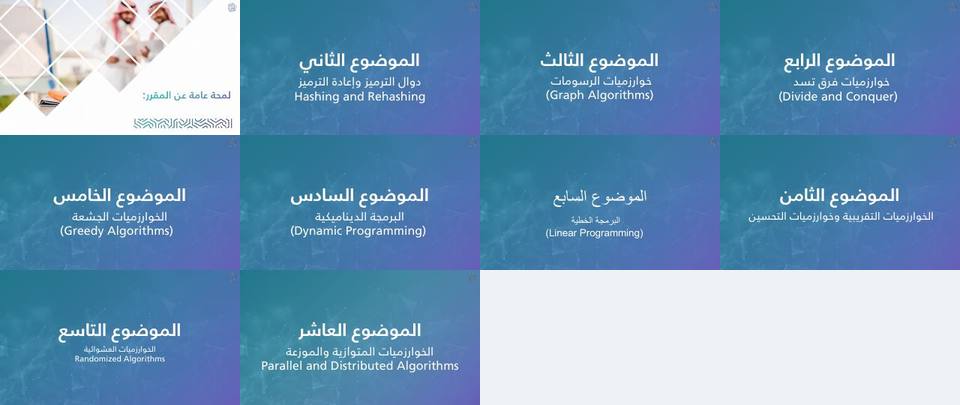 لمحة عامة عن المقرر:
الموضوع الثاني
دوال الترميز وإعادة الترميز
Hashing and Rehashing
الموضوع الثالث
خوارزميات الرسومات
(Graph Algorithms)
الموضوع الرابع
خوارزميات فرق تسد
(Divide and Conquer)
الموضوع الخامس
الخوارزميات الجشعة
(Greedy Algorithms)
الموضوع السادس
البرمجة الديناميكية
(Dynamic Programming)
الموضوع السابع
البرمجة الخطية
(Linear Programming)
الموضوع الثامن
الخوارزميات التقريبية وخوارزميات التحسين
الموضوع التاسع
الخوارزميات العشوائية
Randomized Algorithms
الموضوع العاشر
الخوارزميات المتوازية والموزعة
Parallel and Distributed Algorithms